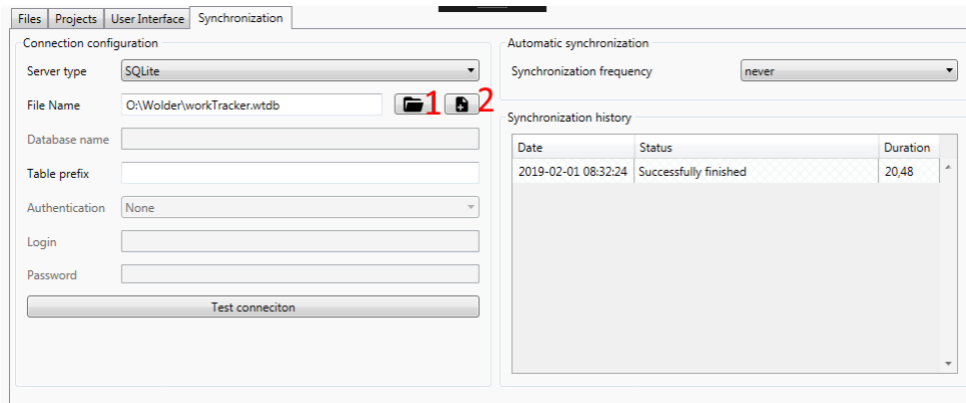 Files Projects User Interface Synchronization
Connection configuration
Server type SQLite
File Name O:\Wolder\workTracker.wtdb 1 2
Database name
Table prefix
Authentication None
Login
Password
Test conneciton
Automatic synchronization
Synchronization frequency never
Synchronization history
Date Status Duration
2019-02-01 08:32:24 Successfully finished 20,48